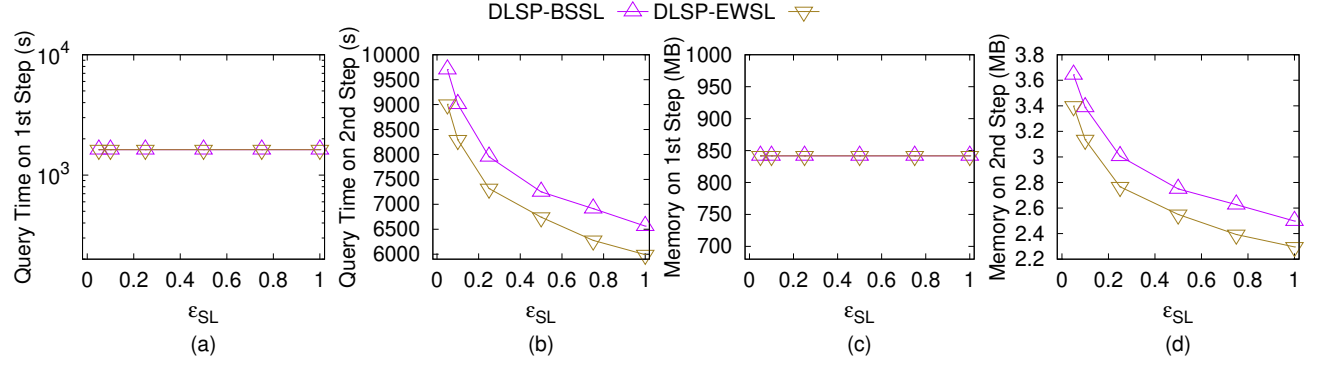 DLSP-BSSL DLSP-EWSL
Query Time on 1st Step (s)
10^4
10^3
0 0.2 0.4 0.6 0.8 1
ε_SL
(a)
Query Time on 2nd Step (s)
10000
9500
9000
8500
8000
7500
7000
6500
6000
0 0.2 0.4 0.6 0.8 1
ε_SL
(b)
Memory on 1st Step (MB)
1000
950
900
850
800
750
700
0 0.2 0.4 0.6 0.8 1
ε_SL
(c)
Memory on 2nd Step (MB)
3.8
3.6
3.4
3.2
3
2.8
2.6
2.4
2.2
0 0.2 0.4 0.6 0.8 1
ε_SL
(d)